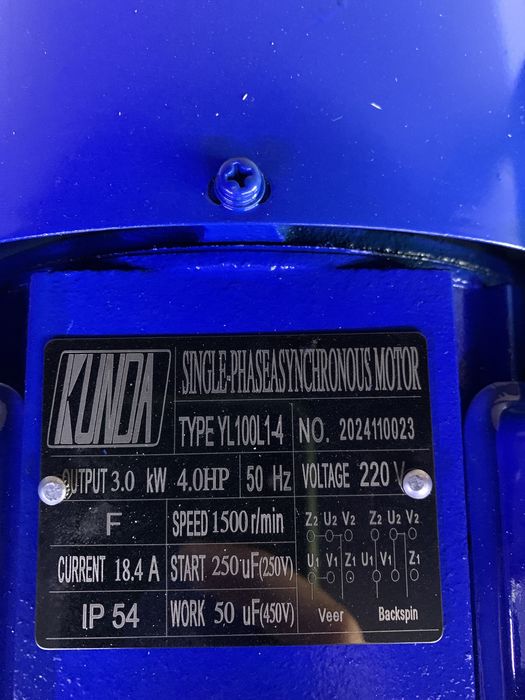 KUNDA
SINGLE-PHASEASYNCHRONOUS MOTOR
TYPE YL100L1-4 NO. 2024110023
OUTPUT 3.0 kW 4.0HP 50 Hz VOLTAGE 220 V
F SPEED 1500 r/min
CURRENT 18.4 A START 250 uF(250V)
IP 54 WORK 50 uF(450V)
Z2 U2 V2 Z2 U2 V2
U1 V1 Z1 U1 V1 Z1
Veer Backspin